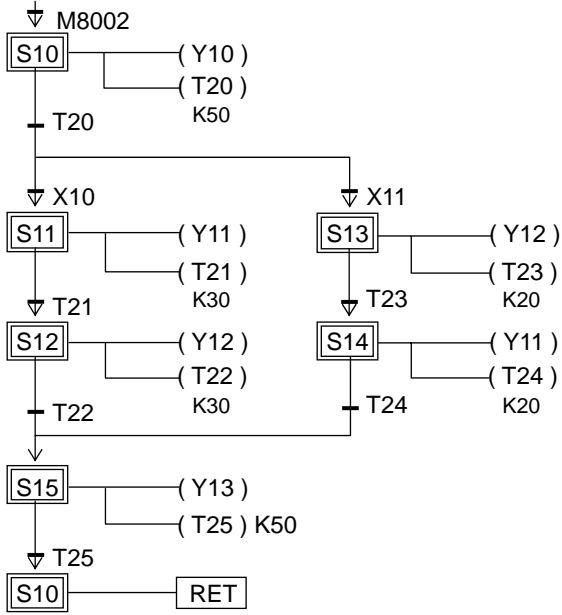 M8002
S10 ( Y10 )
( T20 )
K50
T20
X10 X11
S11 ( Y11 ) S13 ( Y12 )
( T21 ) ( T23 )
K30 K20
T21 T23
S12 ( Y12 ) S14 ( Y11 )
( T22 ) ( T24 )
K30 K20
T22 T24
S15 ( Y13 )
( T25 ) K50
T25
S10 RET